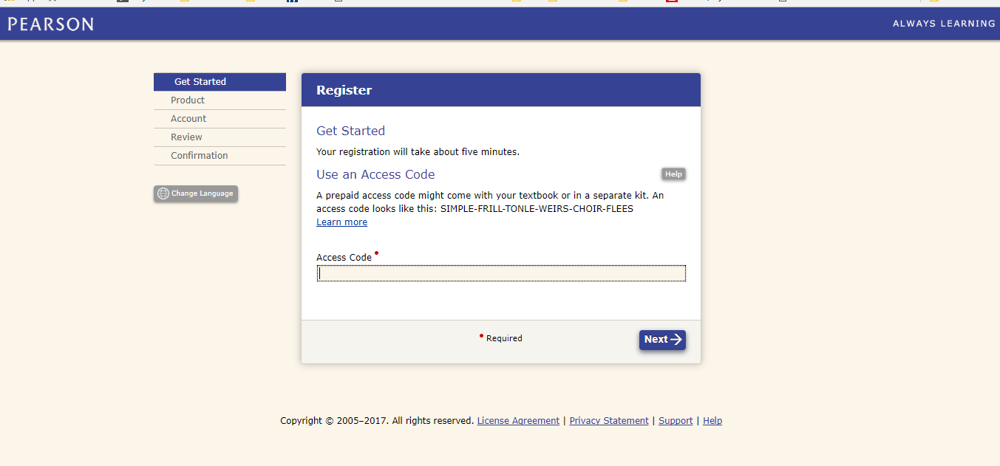 PEARSON
ALWAYS LEARNING
Get Started
Product
Account
Review
Confirmation
Change Language
Register
Get Started
Your registration will take about five minutes.
Use an Access Code
Help
A prepaid access code might come with your textbook or in a separate kit. An
access code looks like this: SIMPLE-FRILL-TONLE-WEIRS-CHOIR-FLEES
Learn more
Access Code •
• Required
Next
Copyright © 2005–2017. All rights reserved. License Agreement | Privacy Statement | Support | Help